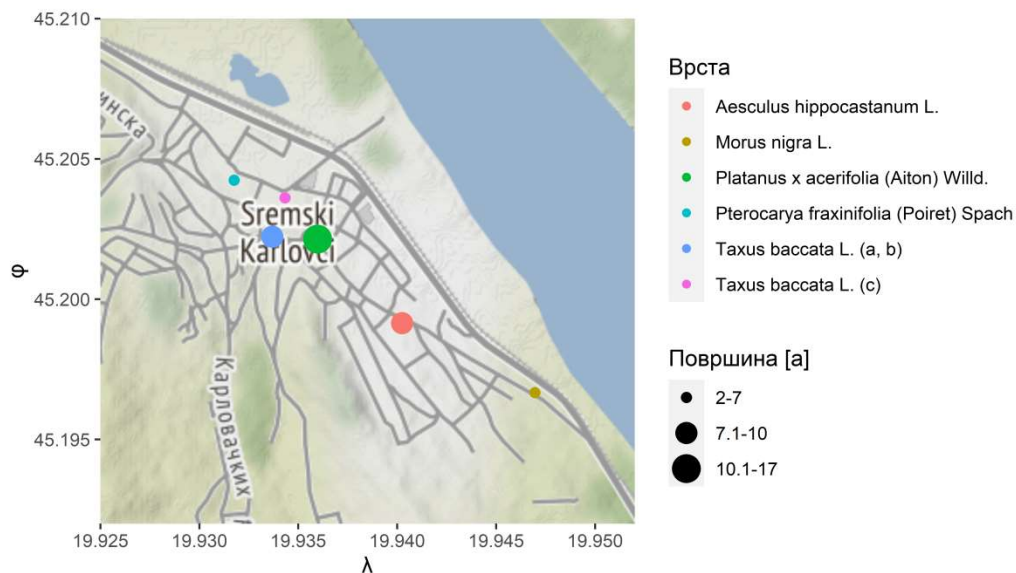 45.210
45.205
45.200
45.195
φ
19.925
19.930
19.935
19.940
19.945
19.950
λ
ИНСКА
Sremski
Karlovci
Карловачких
Врста
Aesculus hippocastanum L.
Morus nigra L.
Platanus x acerifolia (Aiton) Willd.
Pterocarya fraxinifolia (Poiret) Spach
Taxus baccata L. (a, b)
Taxus baccata L. (c)
Површина [a]
2-7
7.1-10
10.1-17